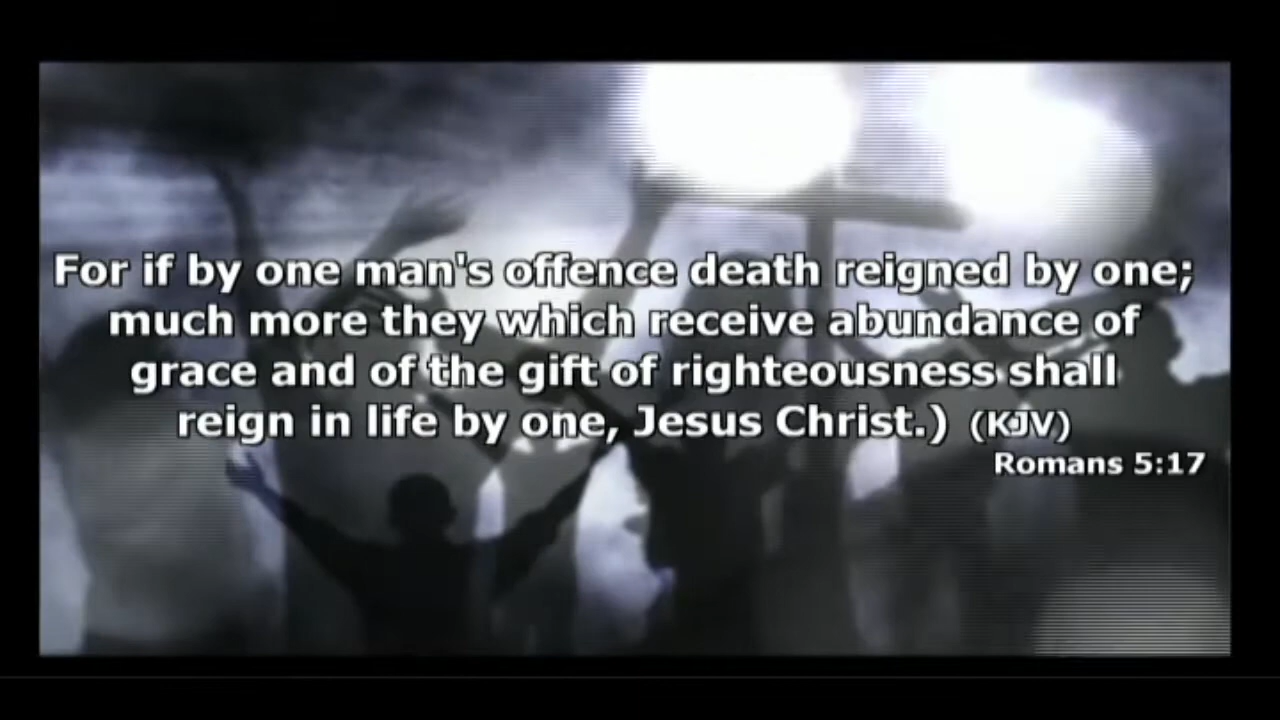 For if by one man's offence death reigned by one;
much more they which receive abundance of
grace and of the gift of righteousness shall
reign in life by one, Jesus Christ.) (KJV)
Romans 5:17